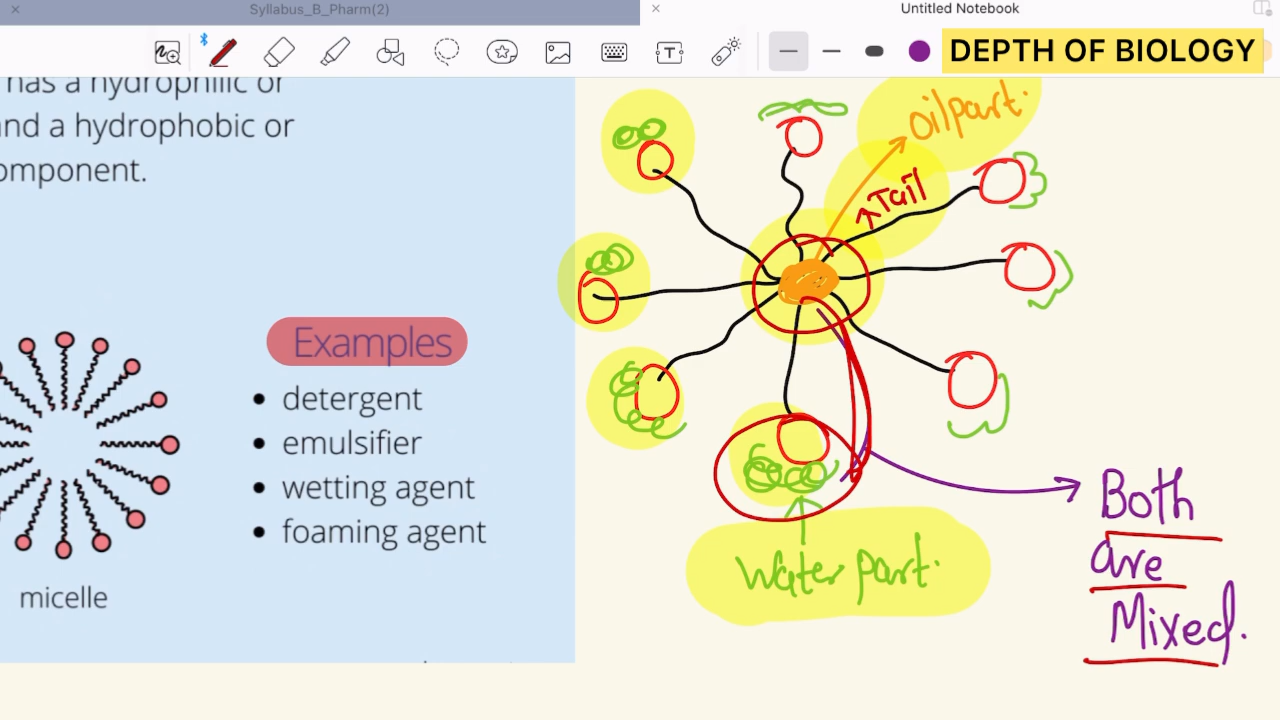 Syllabus_B_Pharm(2)
Untitled Notebook
DEPTH OF BIOLOGY
has a hydrophilic or
and a hydrophobic or
omponent.
Examples
• detergent
• emulsifier
• wetting agent
• foaming agent
micelle
oil part.
Tail
Water part.
Both
are
Mixed.